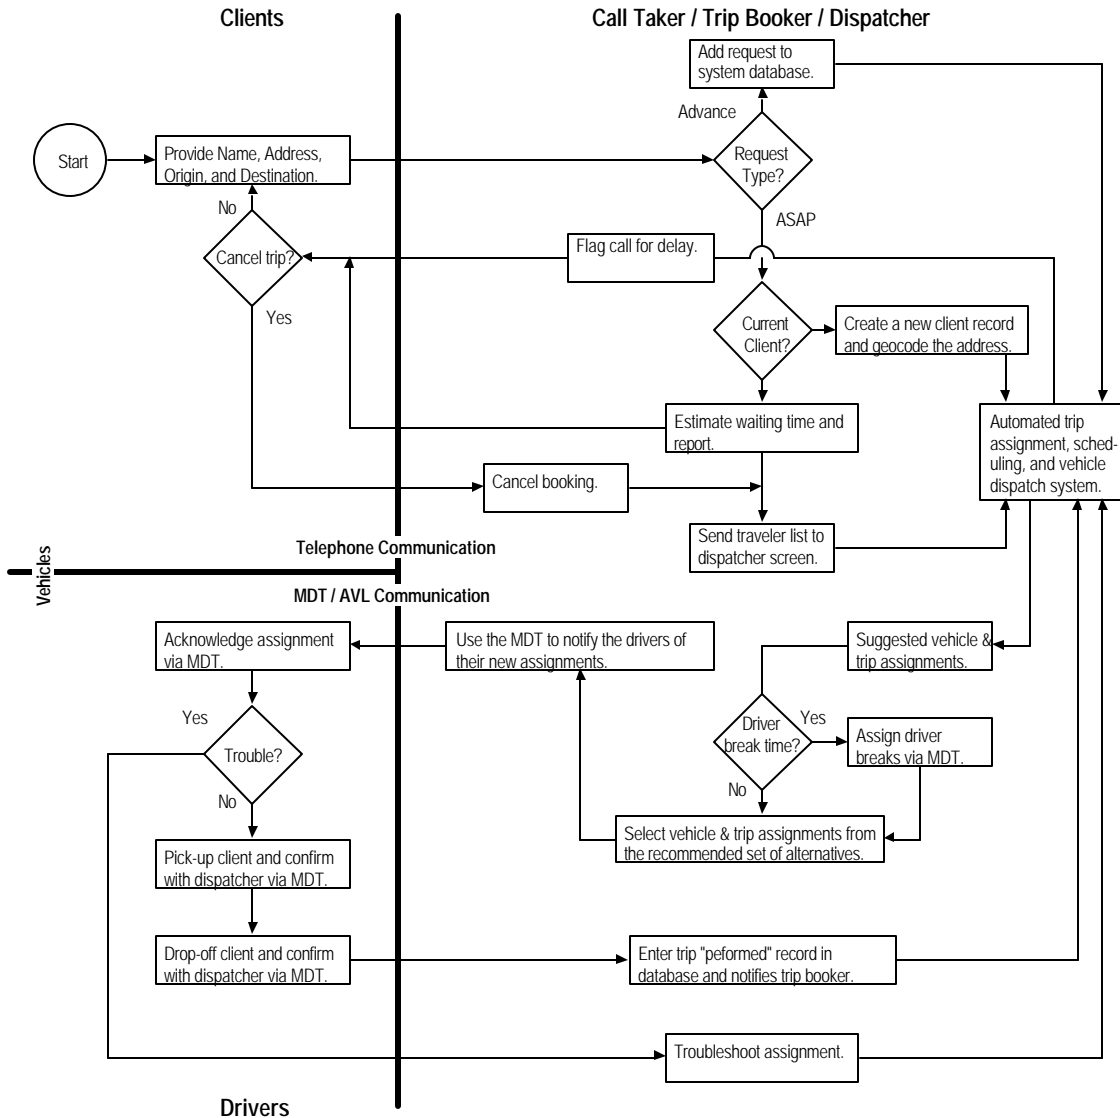 Clients
Call Taker / Trip Booker / Dispatcher
Add request to
system database.
Advance
Start
Provide Name, Address,
Origin, and Destination.
Request
Type?
No
ASAP
Cancel trip?
Flag call for delay.
Yes
Current
Client?
Create a new client record
and geocode the address.
Estimate waiting time and
report.
Automated trip
assignment, sched-
uling, and vehicle
dispatch system.
Cancel booking.
Send traveler list to
dispatcher screen.
Telephone Communication
Vehicles
MDT / AVL Communication
Acknowledge assignment
via MDT.
Use the MDT to notify the drivers of
their new assignments.
Suggested vehicle &
trip assignments.
Yes
Trouble?
No
Driver
break time?
Yes
Assign driver
breaks via MDT.
No
Select vehicle & trip assignments from
the recommended set of alternatives.
Pick-up client and confirm
with dispatcher via MDT.
Drop-off client and confirm
with dispatcher via MDT.
Enter trip "peformed" record in
database and notifies trip booker.
Troubleshoot assignment.
Drivers